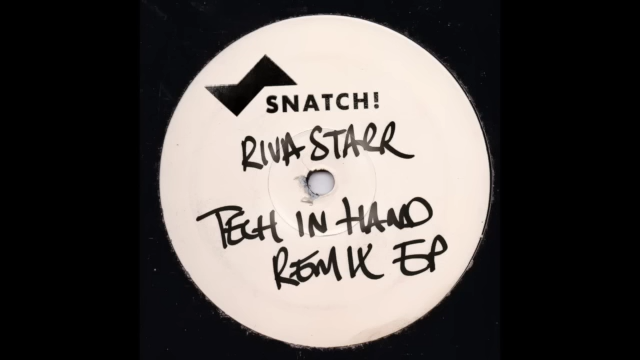 SNATCH!
RIVA STARR
TECH IN HAND
REMIX EP